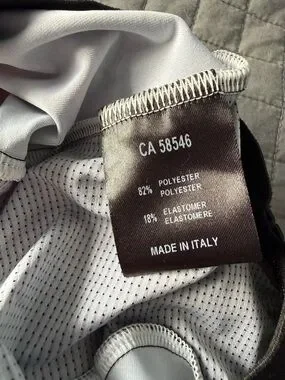 CA 58546
82% POLYESTER
POLYESTER
18% ELASTOMER
ELASTOMERE
MADE IN ITALY